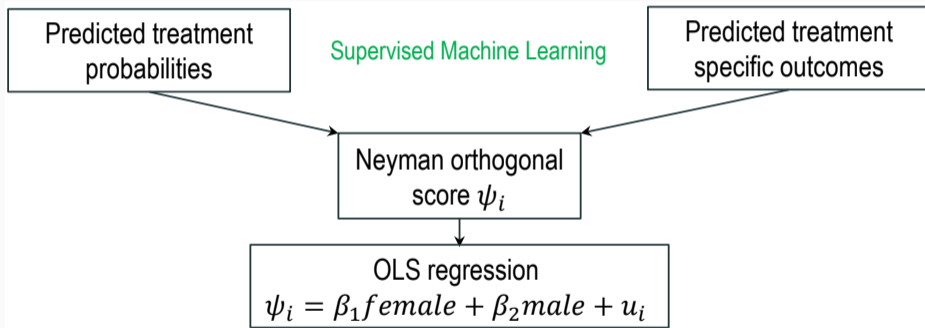 Predicted treatment
probabilities
Supervised Machine Learning
Predicted treatment
specific outcomes
Neyman orthogonal
score ψᵢ
OLS regression
ψᵢ = β₁female + β₂male + uᵢ